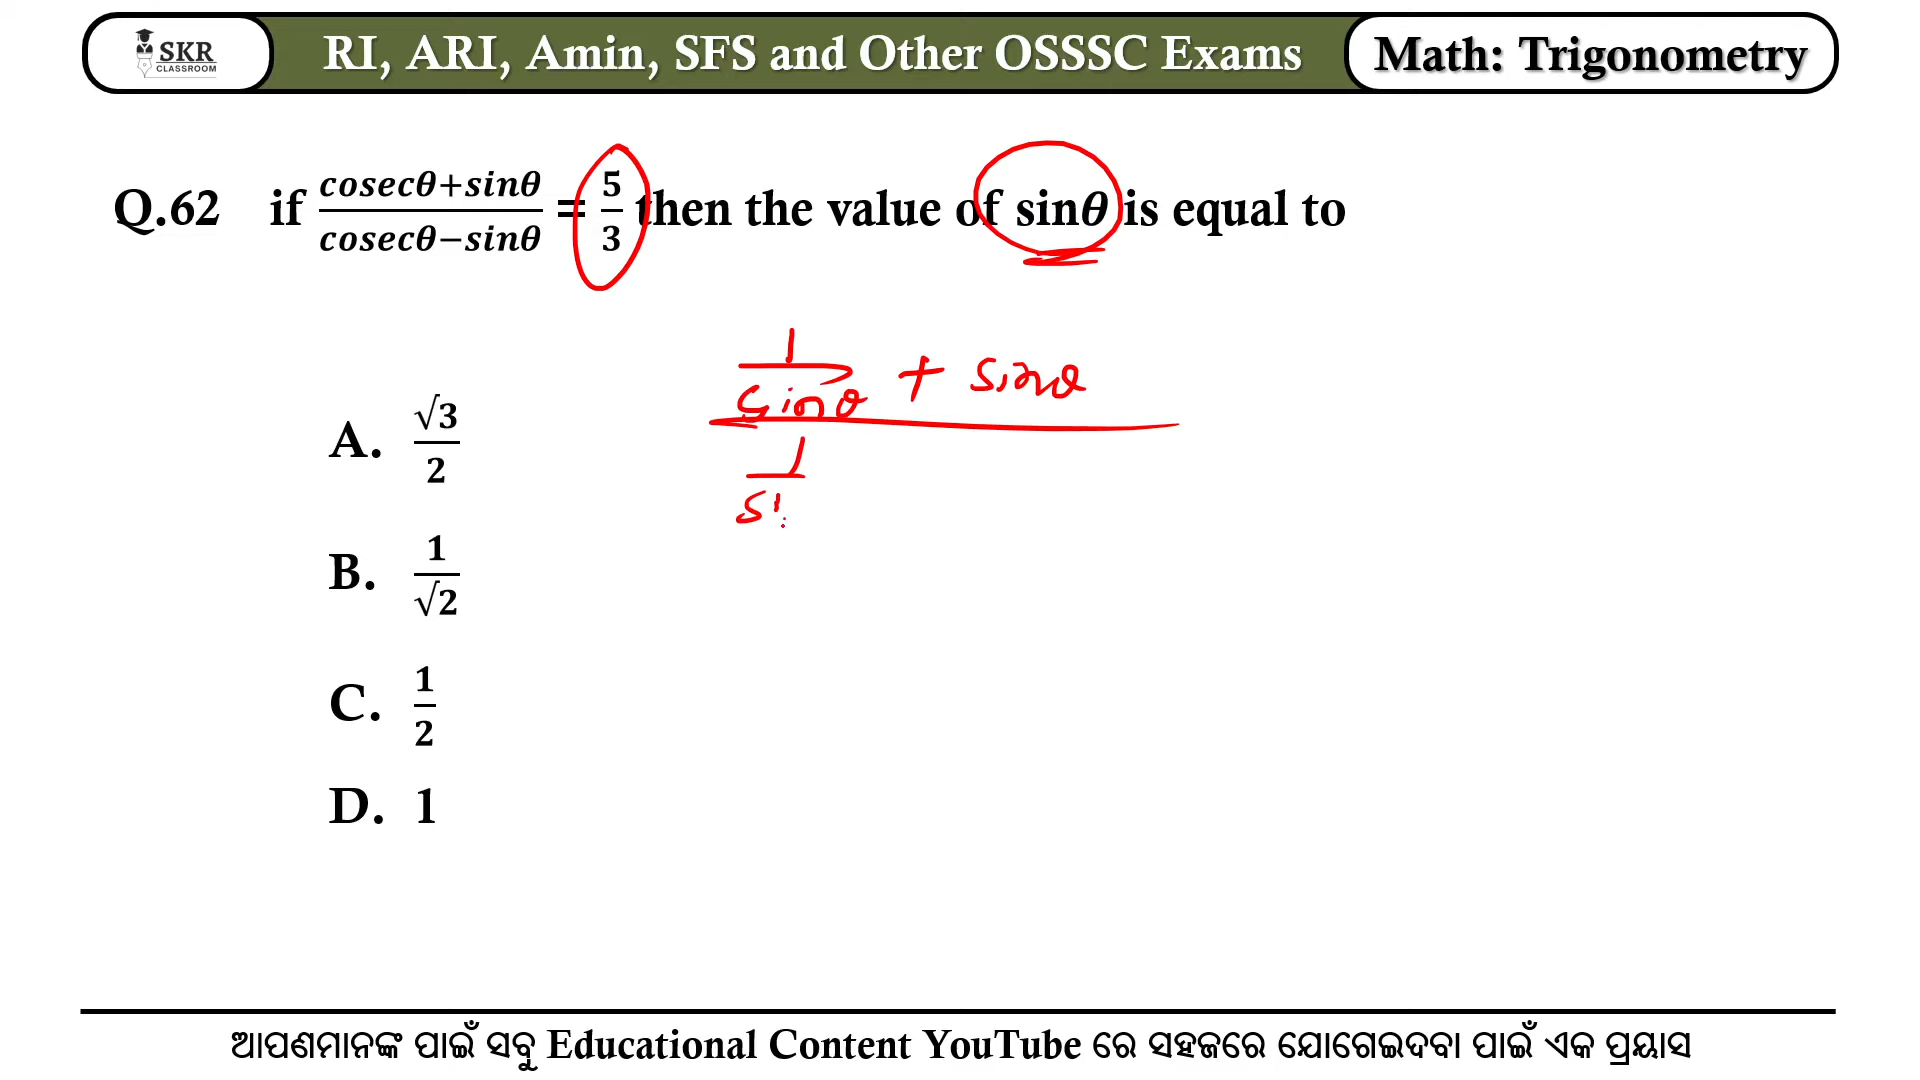 SKR CLASSROOM
RI, ARI, Amin, SFS and Other OSSSC Exams
Math: Trigonometry
Q.62 if (cosecθ+sinθ)/(cosecθ−sinθ) = 5/3 then the value of sinθ is equal to
1/sinθ + sinθ
1/si
A. √3/2
B. 1/√2
C. 1/2
D. 1
ଆପଣମାନଙ୍କ ପାଇଁ ସବୁ Educational Content YouTube ରେ ସହଜରେ ଯୋଗେଇଦବା ପାଇଁ ଏକ ପ୍ରୟାସ